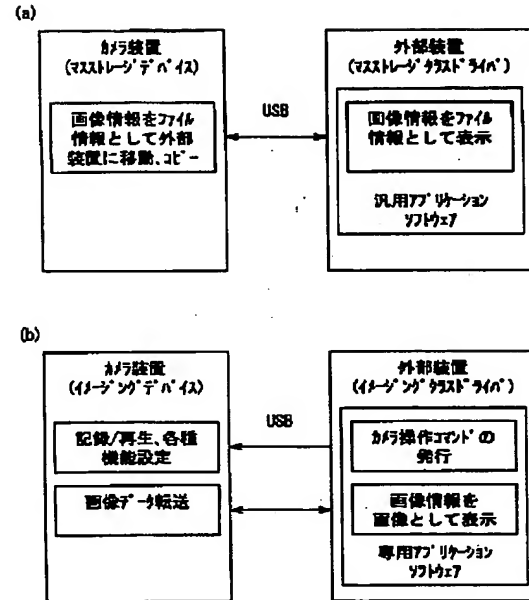 (a)
カメラ装置
(マスストレージデバイス)
画像情報をファイル
情報として外部
装置に移動、コピー
USB
外部装置
(マスストレージクラスドライバ)
画像情報をファイル
情報として表示
汎用アプリケーション
ソフトウェア
(b)
カメラ装置
(イメージングデバイス)
記録/再生、各種
機能設定
画像データ転送
USB
外部装置
(イメージングクラスドライバ)
カメラ操作コマンドの
発行
画像情報を
画像として表示
専用アプリケーション
ソフトウェア